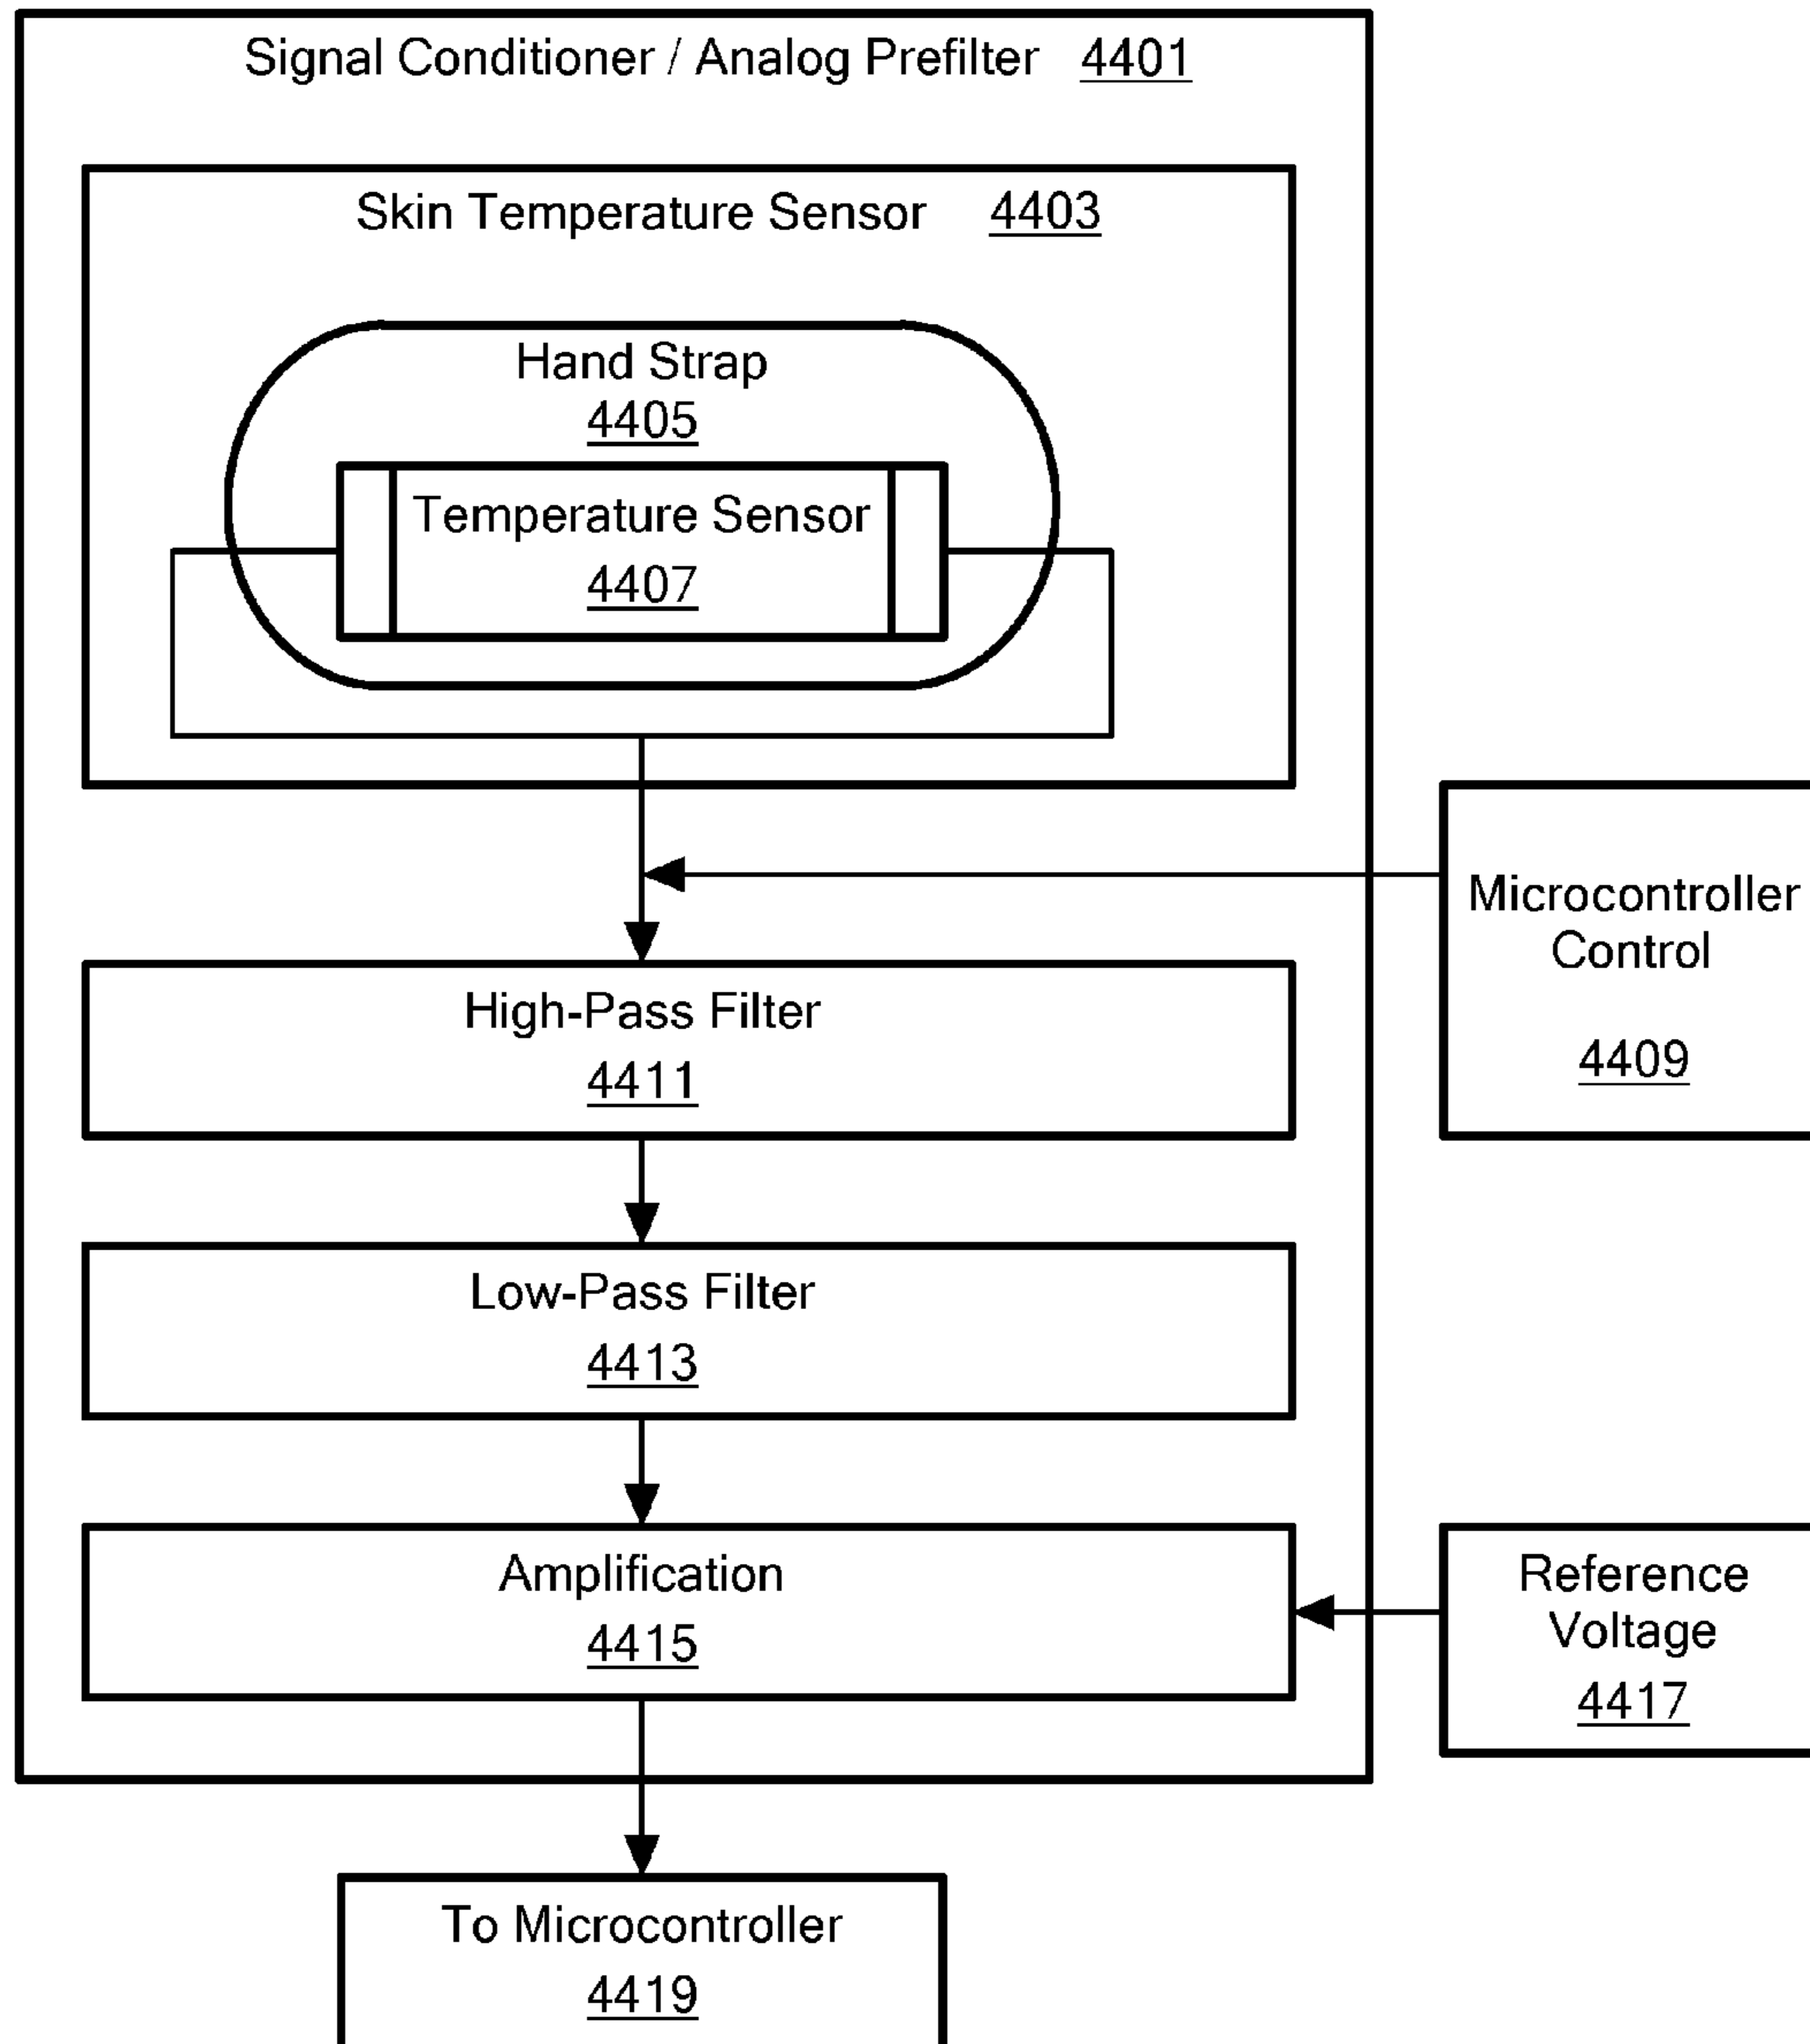 Signal Conditioner / Analog Prefilter 4401
Skin Temperature Sensor 4403
Hand Strap
4405
Temperature Sensor
4407
Microcontroller
Control
4409
High-Pass Filter
4411
Low-Pass Filter
4413
Amplification
4415
Reference
Voltage
4417
To Microcontroller
4419